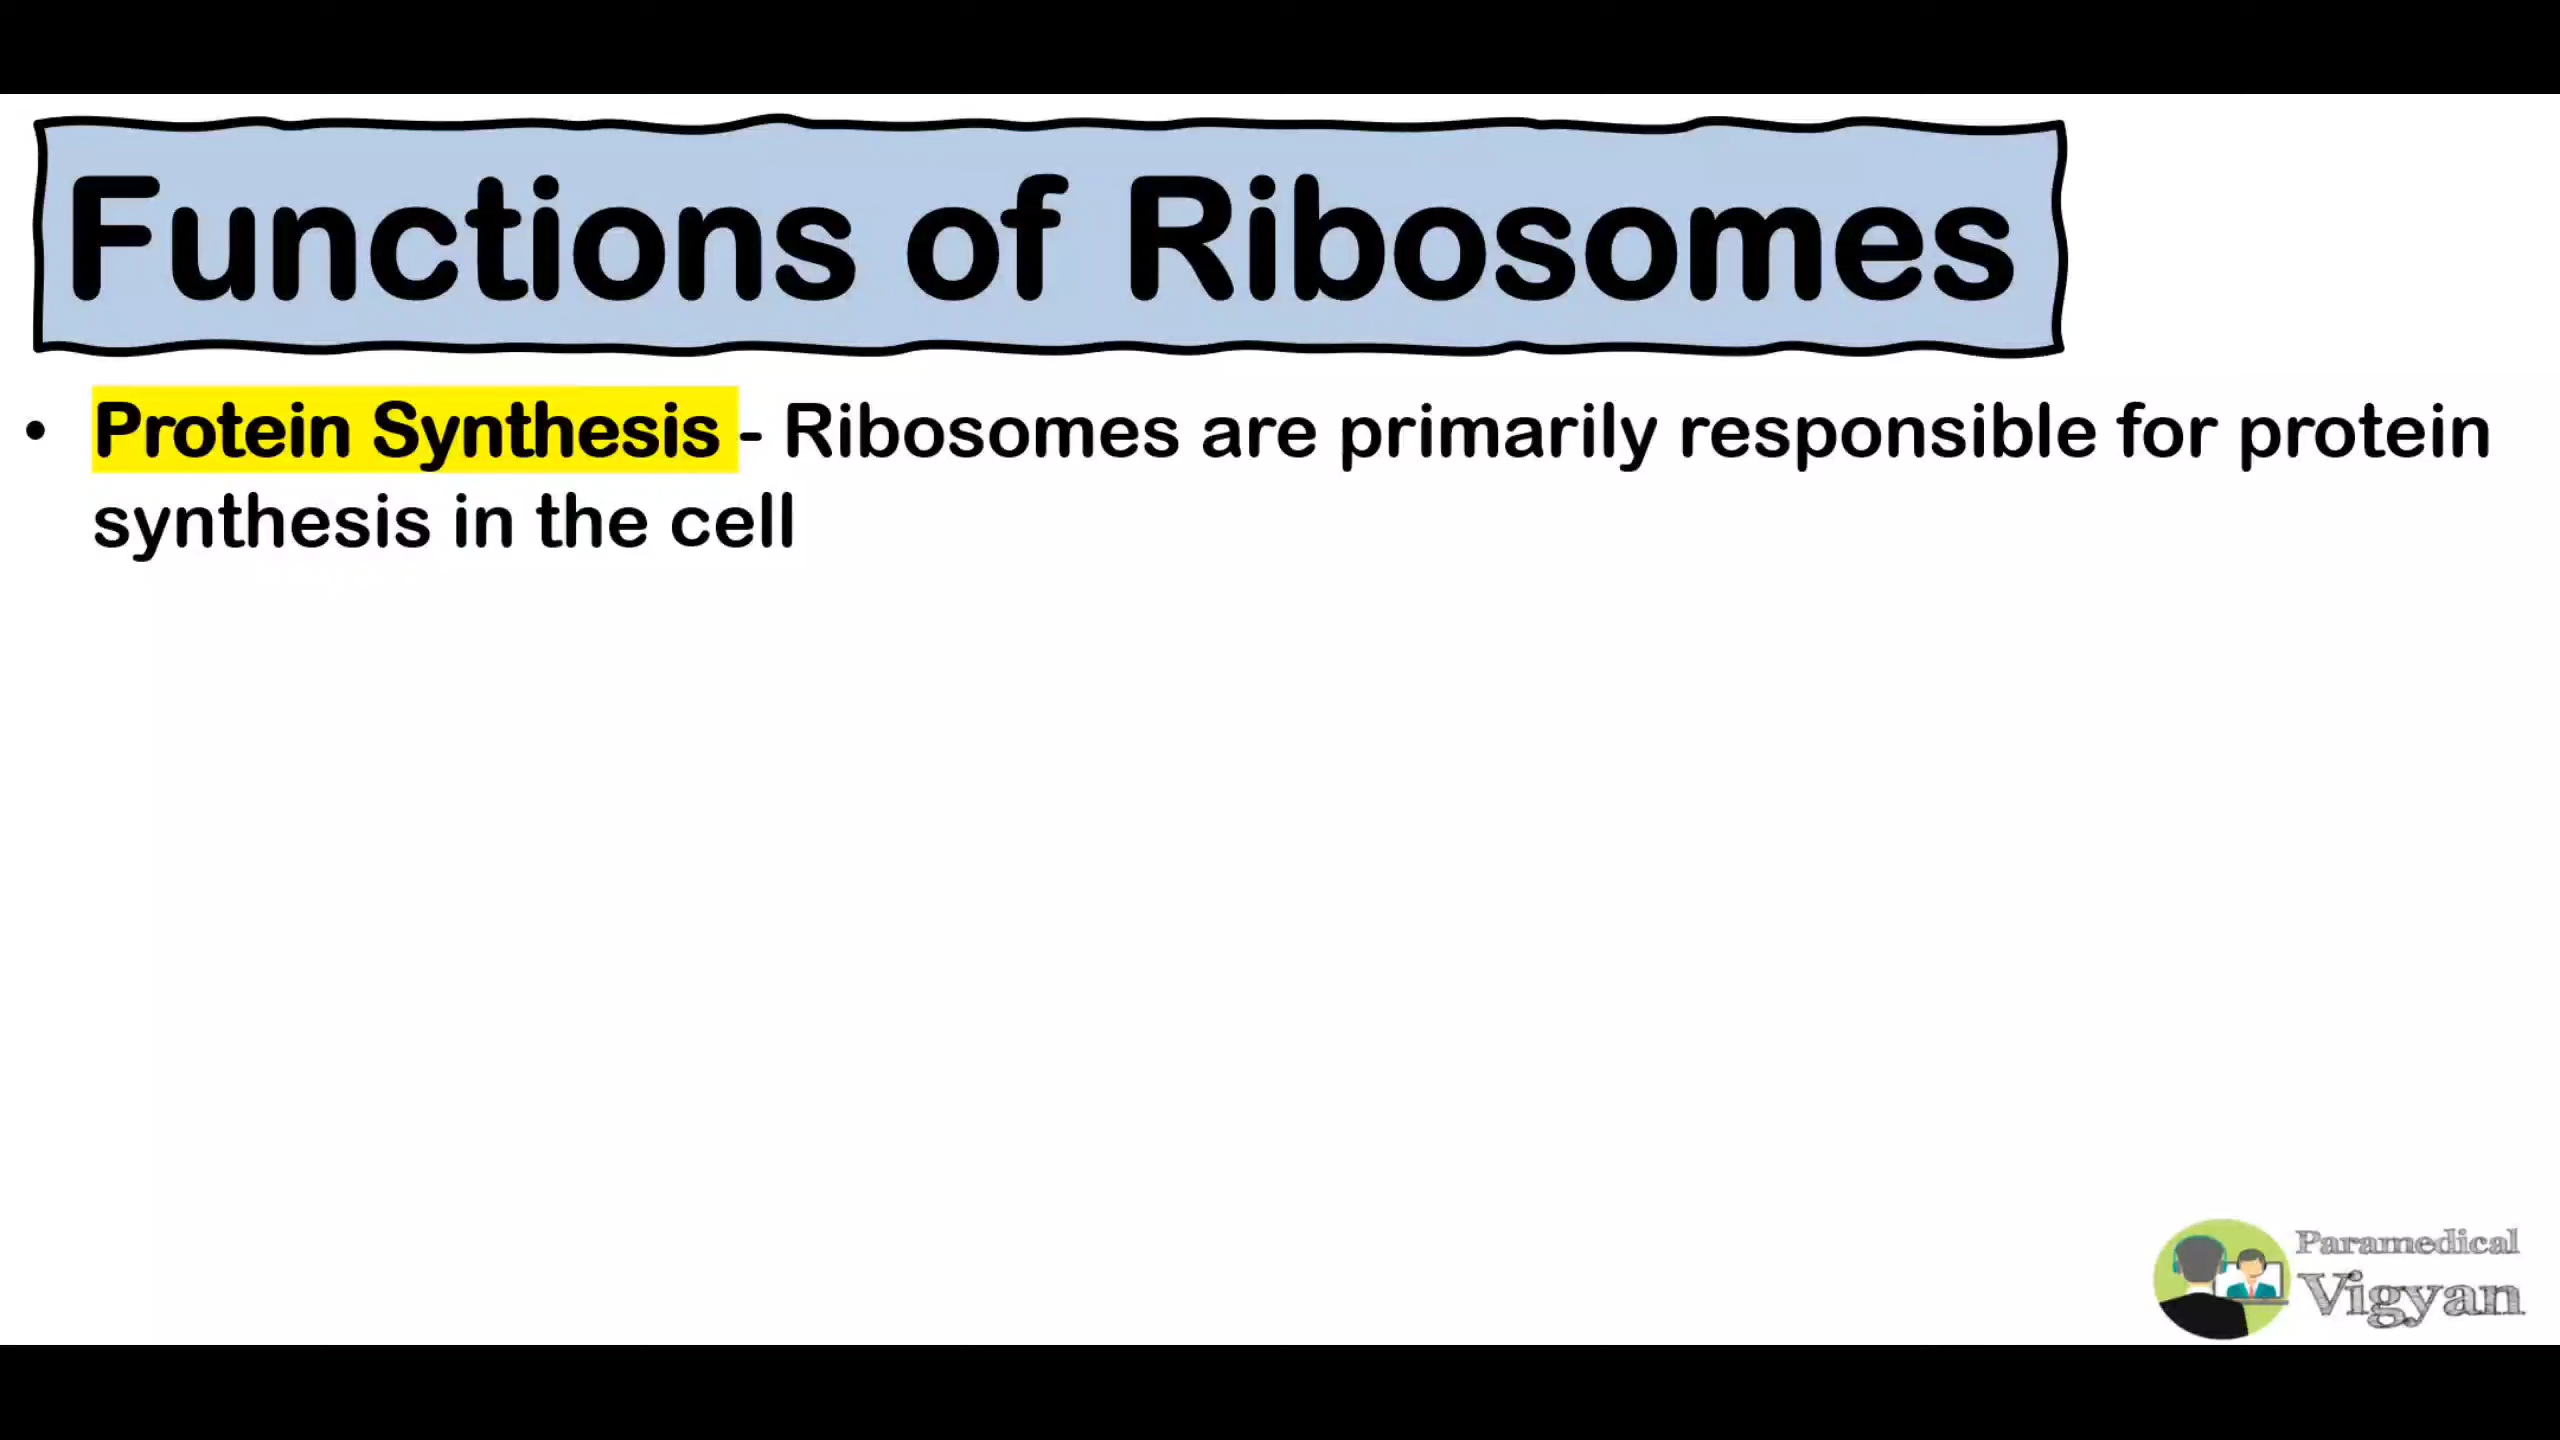 Functions of Ribosomes
• Protein Synthesis - Ribosomes are primarily responsible for protein
synthesis in the cell
Paramedical
Vigyan